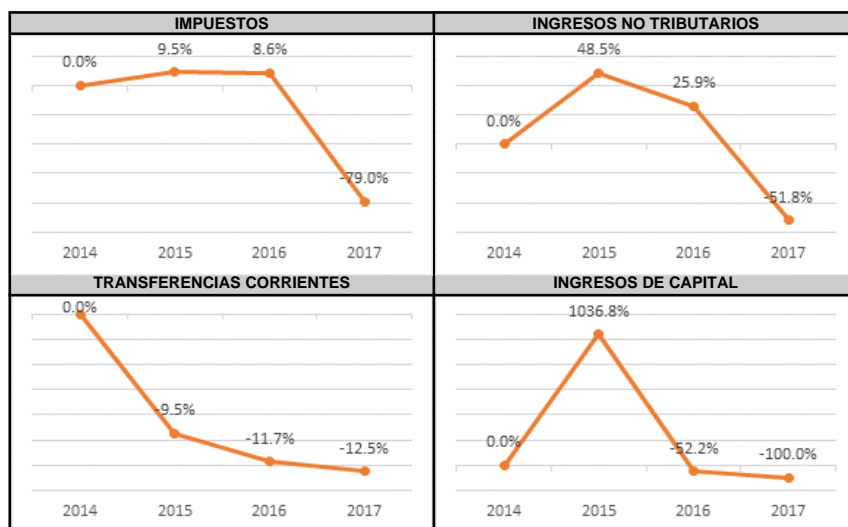 IMPUESTOS
0.0%
9.5%
8.6%
-79.0%
2014 2015 2016 2017
INGRESOS NO TRIBUTARIOS
0.0%
48.5%
25.9%
-51.8%
2014 2015 2016 2017
TRANSFERENCIAS CORRIENTES
0.0%
-9.5%
-11.7%
-12.5%
2014 2015 2016 2017
INGRESOS DE CAPITAL
0.0%
1036.8%
-52.2%
-100.0%
2014 2015 2016 2017